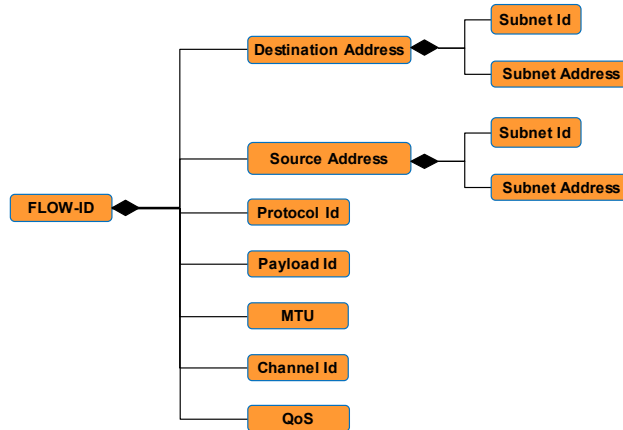 FLOW-ID
Destination Address
Subnet Id
Subnet Address
Source Address
Subnet Id
Subnet Address
Protocol Id
Payload Id
MTU
Channel Id
QoS